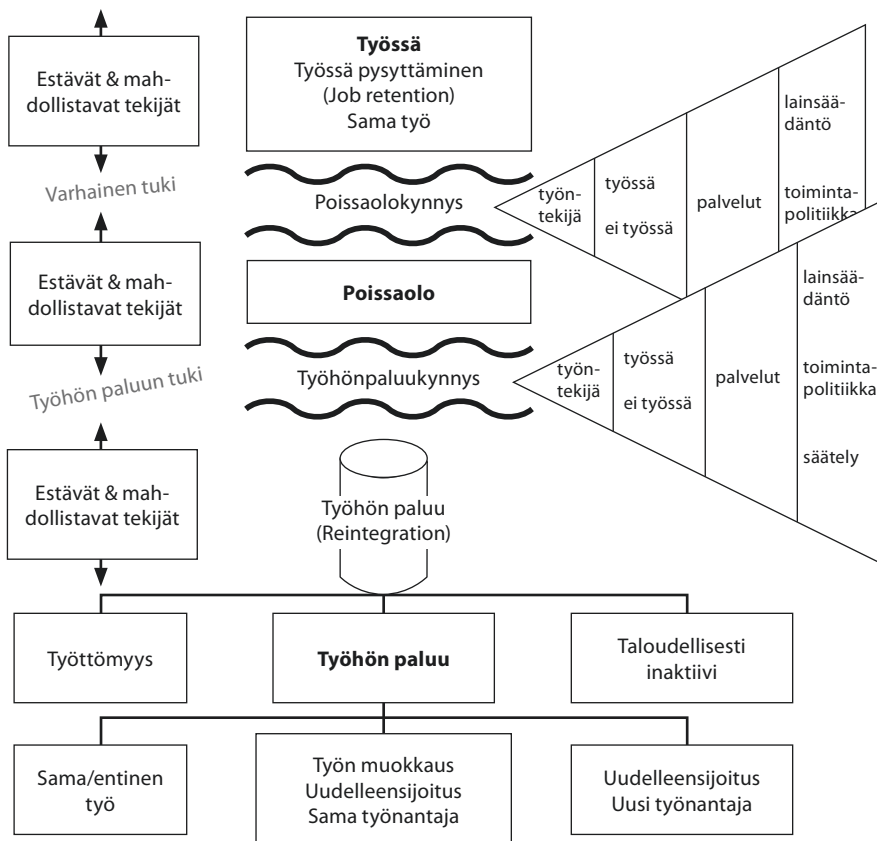 Työssä
Työssä pysyttäminen
(Job retention)
Sama työ
Estävät & mah-
dollistavat tekijät
Varhainen tuki
Poissaolokynnys
työn-
tekijä
työssä
ei työssä
palvelut
lainsää-
däntö
toiminta-
politiikka
Estävät & mah-
dollistavat tekijät
Poissaolo
Työhön paluun tuki
Työhönpaluukynnys
työn-
tekijä
työssä
ei työssä
palvelut
lainsää-
däntö
toiminta-
politiikka
säätely
Estävät & mah-
dollistavat tekijät
Työhön paluu
(Reintegration)
Työttömyys
Työhön paluu
Taloudellisesti
inaktiivi
Sama/entinen
työ
Työn muokkaus
Uudelleensijoitus
Sama työnantaja
Uudelleensijoitus
Uusi työnantaja